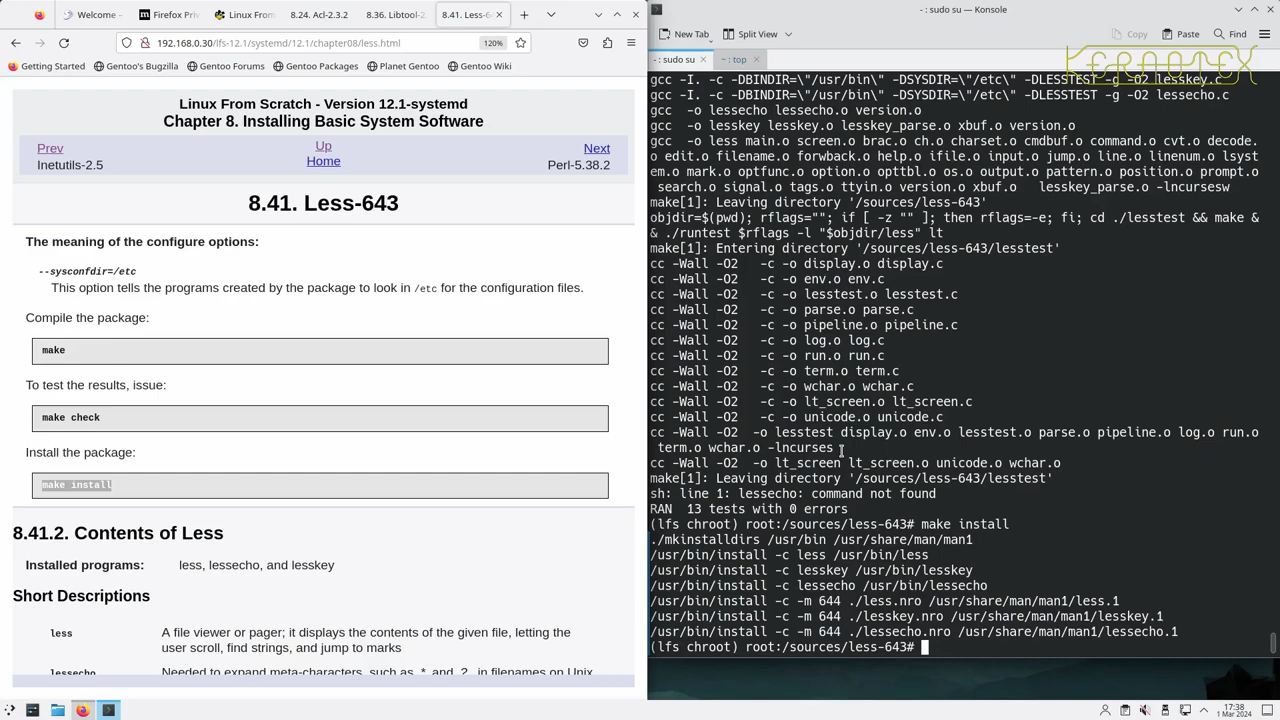 Welcome -
Firefox Pri
Linux From
8.24. Acl-2.3.2
8.36. Libtool-2.
8.41. Less-64
192.168.0.30/lfs-12.1/systemd/12.1/chapter08/less.html
120%
Getting Started
Gentoo's Bugzilla
Gentoo Forums
Gentoo Packages
Planet Gentoo
Gentoo Wiki
Linux From Scratch - Version 12.1-systemd
Chapter 8. Installing Basic System Software
Prev
Up
Next
Inetutils-2.5
Home
Perl-5.38.2
8.41. Less-643
The meaning of the configure options:
--sysconfdir=/etc
This option tells the programs created by the package to look in /etc for the configuration files.
Compile the package:
make
To test the results, issue:
make check
Install the package:
make install
8.41.2. Contents of Less
Installed programs:
less, lessecho, and lesskey
Short Descriptions
less
A file viewer or pager; it displays the contents of the given file, letting the
user scroll, find strings, and jump to marks
lessecho
Needed to expand meta-characters, such as * and ?, in filenames on Unix
- : sudo su — Konsole
New Tab
Split View
Copy
Paste
Find
- : sudo su
~ : top
KERNOTEX
gcc -I. -c -DBINDIR=\"/usr/bin\" -DSYSDIR=\"/etc\" -DLESSTEST -g -O2 lesskey.c
gcc -I. -c -DBINDIR=\"/usr/bin\" -DSYSDIR=\"/etc\" -DLESSTEST -g -O2 lessecho.c
gcc  -o lessecho lessecho.o version.o
gcc  -o lesskey lesskey.o lesskey_parse.o xbuf.o version.o
gcc  -o less main.o screen.o brac.o ch.o charset.o cmdbuf.o command.o cvt.o decode.
o edit.o filename.o forwback.o help.o ifile.o input.o jump.o line.o linenum.o lsyst
em.o mark.o optfunc.o option.o opttbl.o os.o output.o pattern.o position.o prompt.o
 search.o signal.o tags.o ttyin.o version.o xbuf.o   lesskey_parse.o -lncursesw
make[1]: Leaving directory '/sources/less-643'
objdir=$(pwd); rflags=""; if [ -z "" ]; then rflags=-e; fi; cd ./lesstest && make &
& ./runtest $rflags -l "$objdir/less" lt
make[1]: Entering directory '/sources/less-643/lesstest'
cc -Wall -O2   -c -o display.o display.c
cc -Wall -O2   -c -o env.o env.c
cc -Wall -O2   -c -o lesstest.o lesstest.c
cc -Wall -O2   -c -o parse.o parse.c
cc -Wall -O2   -c -o pipeline.o pipeline.c
cc -Wall -O2   -c -o log.o log.c
cc -Wall -O2   -c -o run.o run.c
cc -Wall -O2   -c -o term.o term.c
cc -Wall -O2   -c -o wchar.o wchar.c
cc -Wall -O2   -c -o lt_screen.o lt_screen.c
cc -Wall -O2   -c -o unicode.o unicode.c
cc -Wall -O2  -o lesstest display.o env.o lesstest.o parse.o pipeline.o log.o run.o
 term.o wchar.o -lncurses
cc -Wall -O2  -o lt_screen lt_screen.o unicode.o wchar.o
make[1]: Leaving directory '/sources/less-643/lesstest'
sh: line 1: lessecho: command not found
RAN  13 tests with 0 errors
(lfs chroot) root:/sources/less-643# make install
./mkinstalldirs /usr/bin /usr/share/man/man1
/usr/bin/install -c less /usr/bin/less
/usr/bin/install -c lesskey /usr/bin/lesskey
/usr/bin/install -c lessecho /usr/bin/lessecho
/usr/bin/install -c -m 644 ./less.nro /usr/share/man/man1/less.1
/usr/bin/install -c -m 644 ./lesskey.nro /usr/share/man/man1/lesskey.1
/usr/bin/install -c -m 644 ./lessecho.nro /usr/share/man/man1/lessecho.1
(lfs chroot) root:/sources/less-643#
17:38
1 Mar 2024